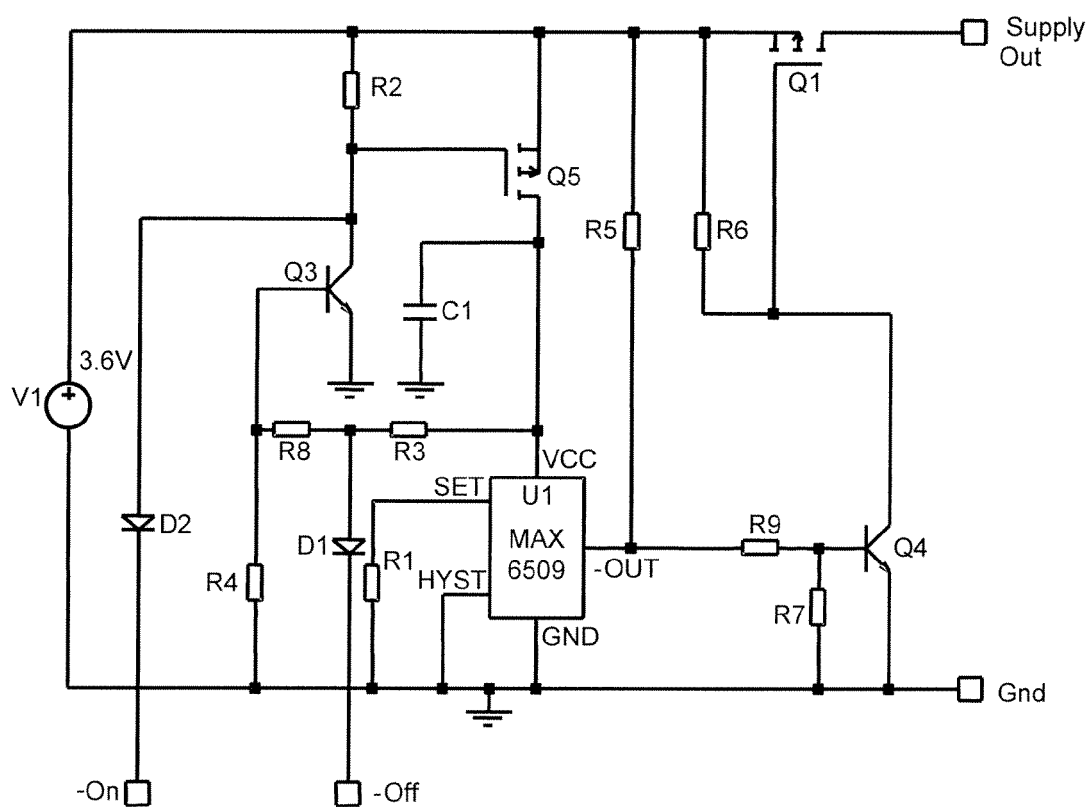 Supply
Out
R2
Q1
Q5
R5
R6
Q3
C1
3.6V
V1
R8
R3
VCC
SET
U1
D2
D1
R1
MAX
6509
R9
Q4
R4
HYST
-OUT
R7
GND
Gnd
-On
-Off